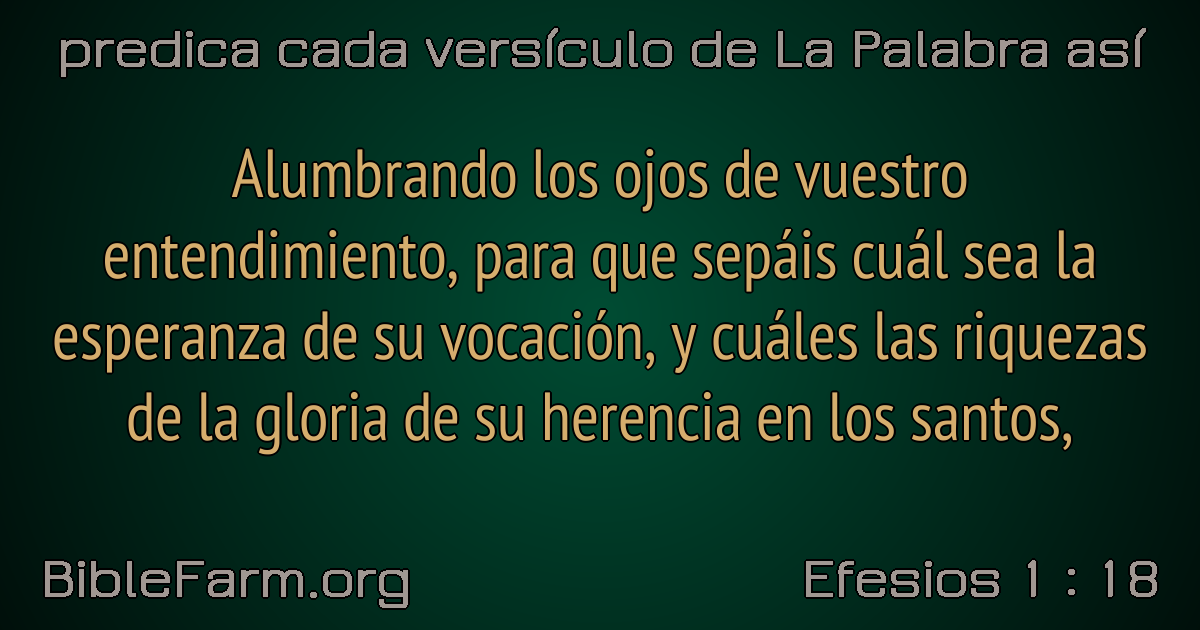 predica cada versículo de La Palabra así
Alumbrando los ojos de vuestro
entendimiento, para que sepáis cuál sea la
esperanza de su vocación, y cuáles las riquezas
de la gloria de su herencia en los santos,
BibleFarm.org
Efesios 1 : 18